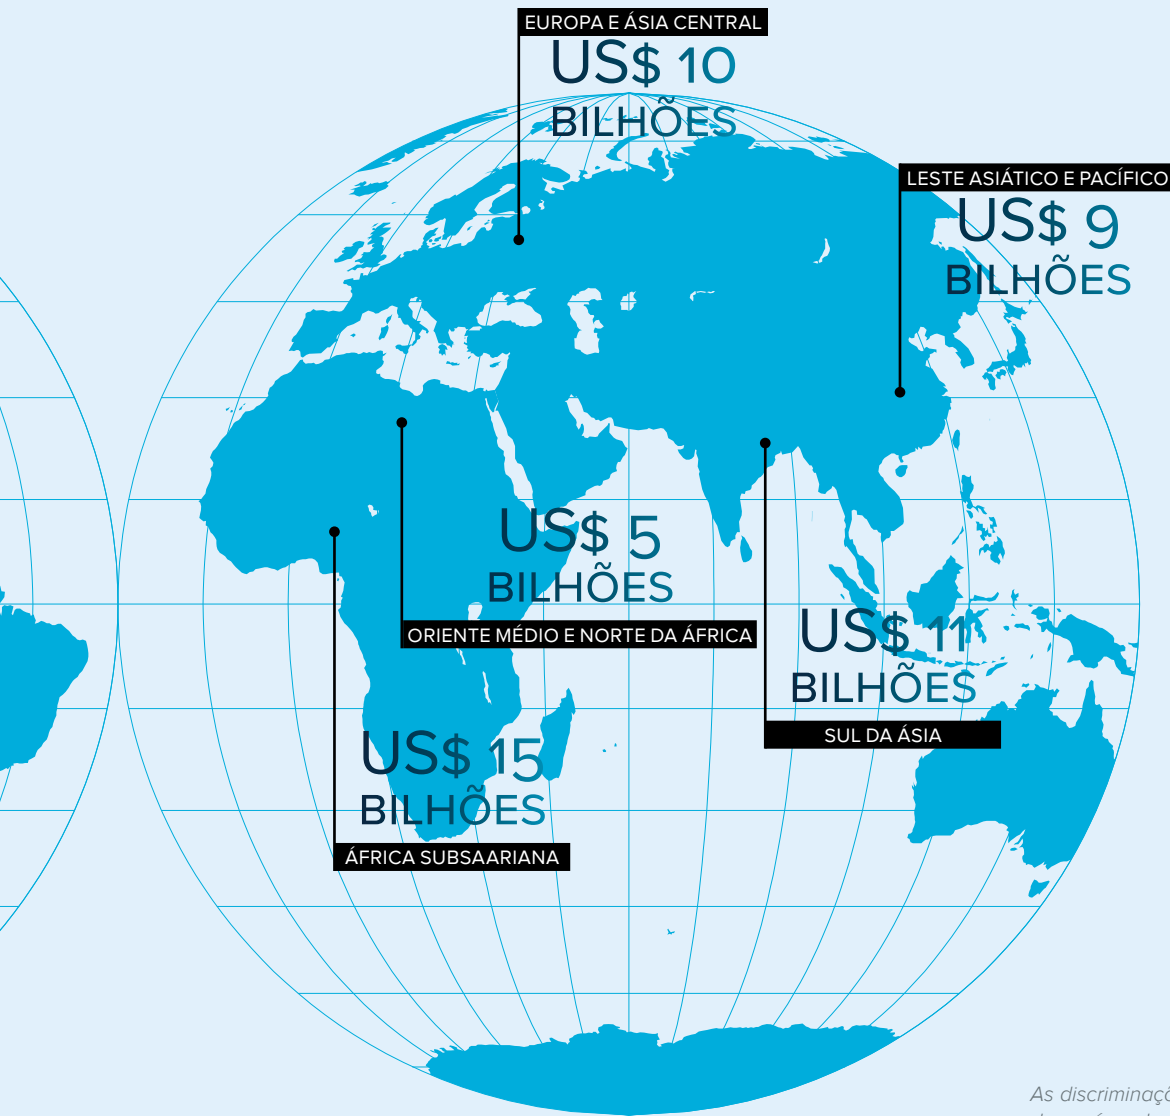 EUROPA E ÁSIA CENTRAL
US$ 10
BILHÕES
LESTE ASIÁTICO E PACÍFICO
US$ 9
BILHÕES
US$ 5
BILHÕES
ORIENTE MÉDIO E NORTE DA ÁFRICA
US$ 11
BILHÕES
SUL DA ÁSIA
US$ 15
BILHÕES
ÁFRICA SUBSAARIANA
As